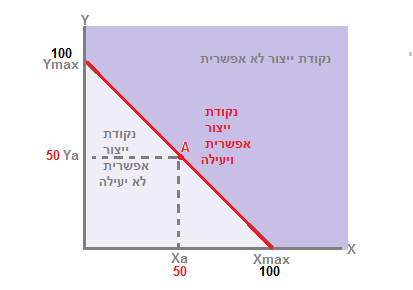 Y
100
Ymax
נקודת ייצור לא אפשרית
נקודת
ייצור
אפשרית
ויעילה
A
נקודת
ייצור
אפשרית
לא יעילה
50 Ya
X
Xa
50
Xmax
100